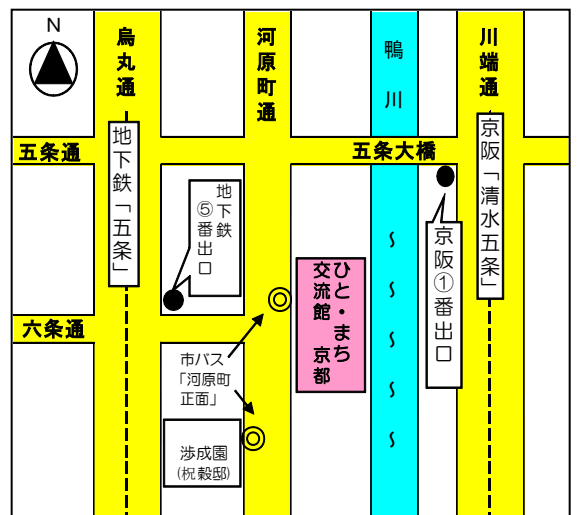 N
烏丸通
河原町通
鴨川
川端通
五条通
五条大橋
地下鉄「五条」
地下鉄
⑤番出口
京阪「清水五条」
京阪①番出口
ひと・まち
交流館 京都
六条通
市バス
「河原町
正面」
渉成園
(枳殻邸)